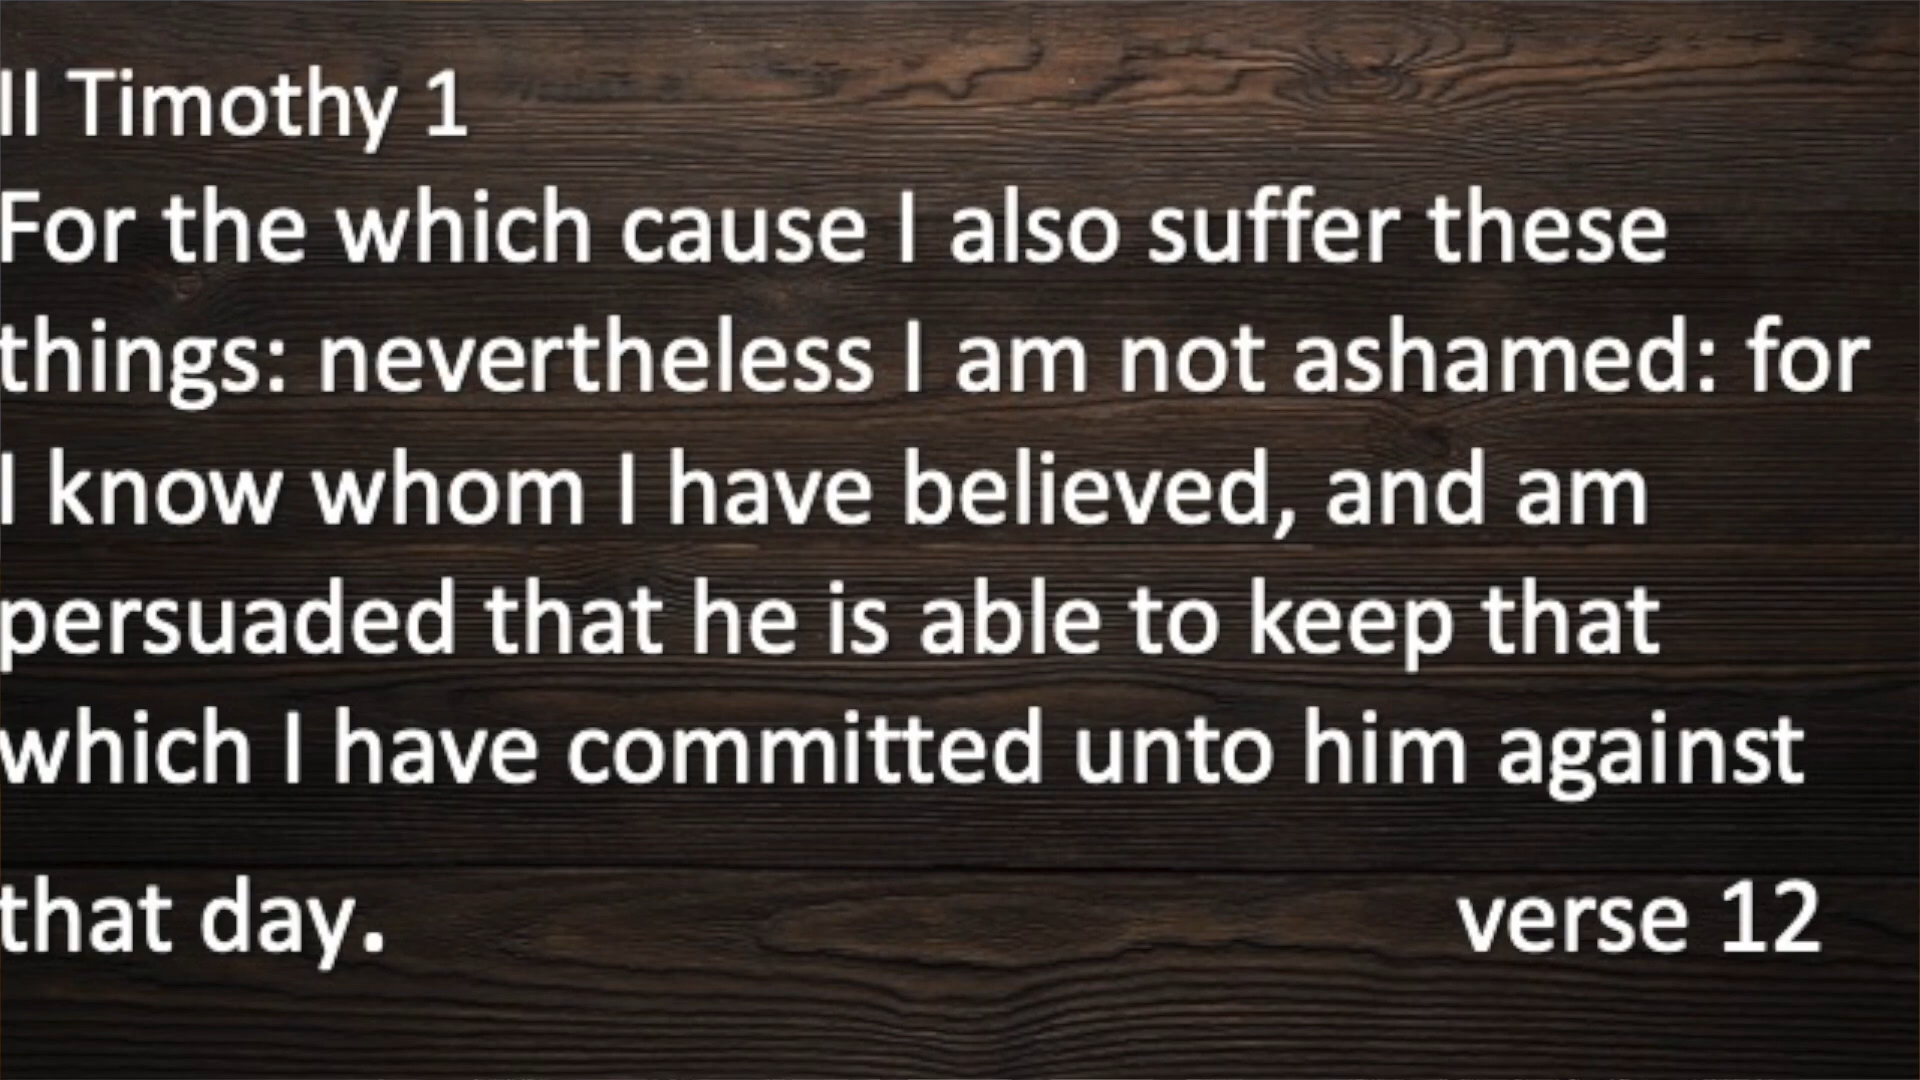 II Timothy 1
For the which cause I also suffer these
things: nevertheless I am not ashamed: for
I know whom I have believed, and am
persuaded that he is able to keep that
which I have committed unto him against
that day. verse 12